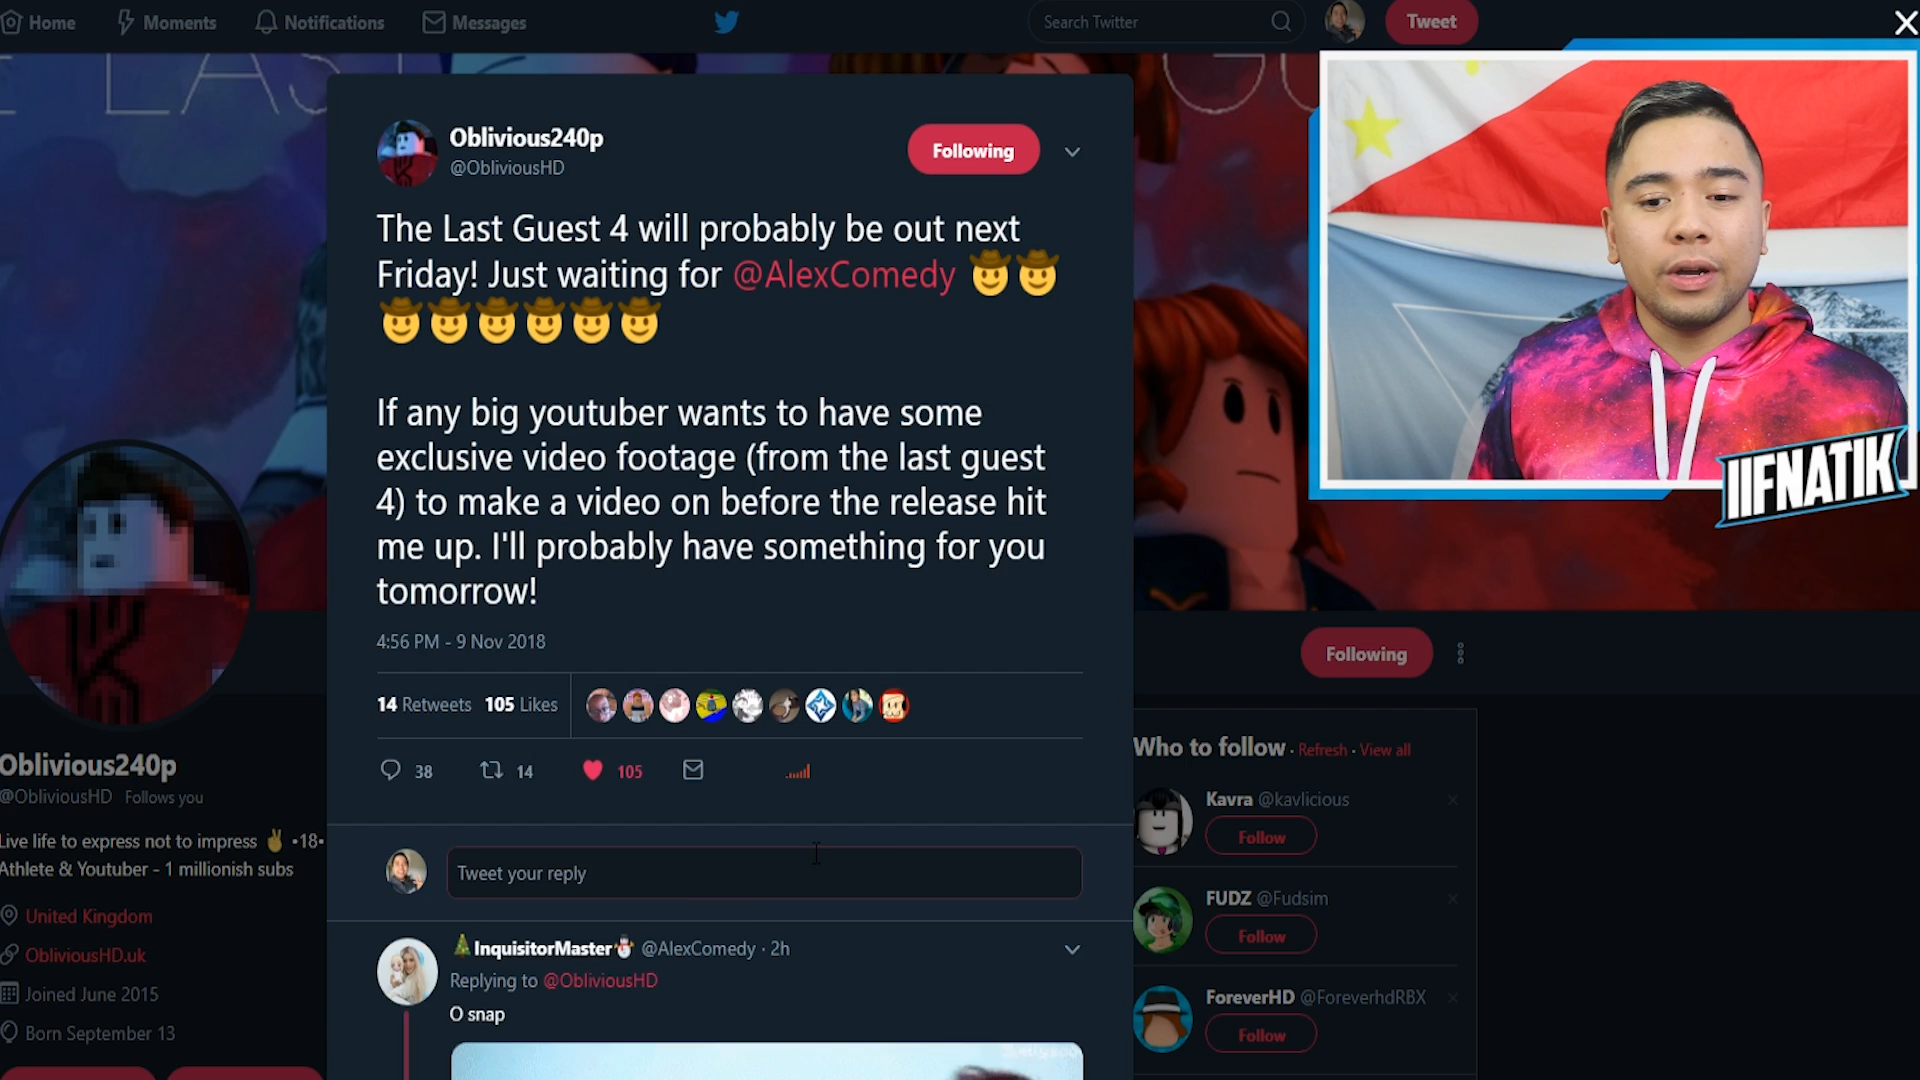 Home
Moments
Notifications
Messages
Search Twitter
Tweet
Oblivious240p
@ObliviousHD
Following
The Last Guest 4 will probably be out next
Friday! Just waiting for @AlexComedy 🤠🤠
🤠🤠🤠🤠🤠🤠
If any big youtuber wants to have some
exclusive video footage (from the last guest
4) to make a video on before the release hit
me up. I'll probably have something for you
tomorrow!
4:56 PM - 9 Nov 2018
14 Retweets 105 Likes
38 14 105
Tweet your reply
🎄InquisitorMaster⛄ @AlexComedy · 2h
Replying to @ObliviousHD
O snap
IIFNATIK
Following
Oblivious240p
@ObliviousHD Follows you
Live life to express not to impress ✌ •18•
Athlete & Youtuber - 1 millionish subs
United Kingdom
ObliviousHD.uk
Joined June 2015
Born September 13
Who to follow · Refresh · View all
Kavra @kavlicious
Follow
FUDZ @Fudsim
Follow
ForeverHD @ForeverhdRBX
Follow